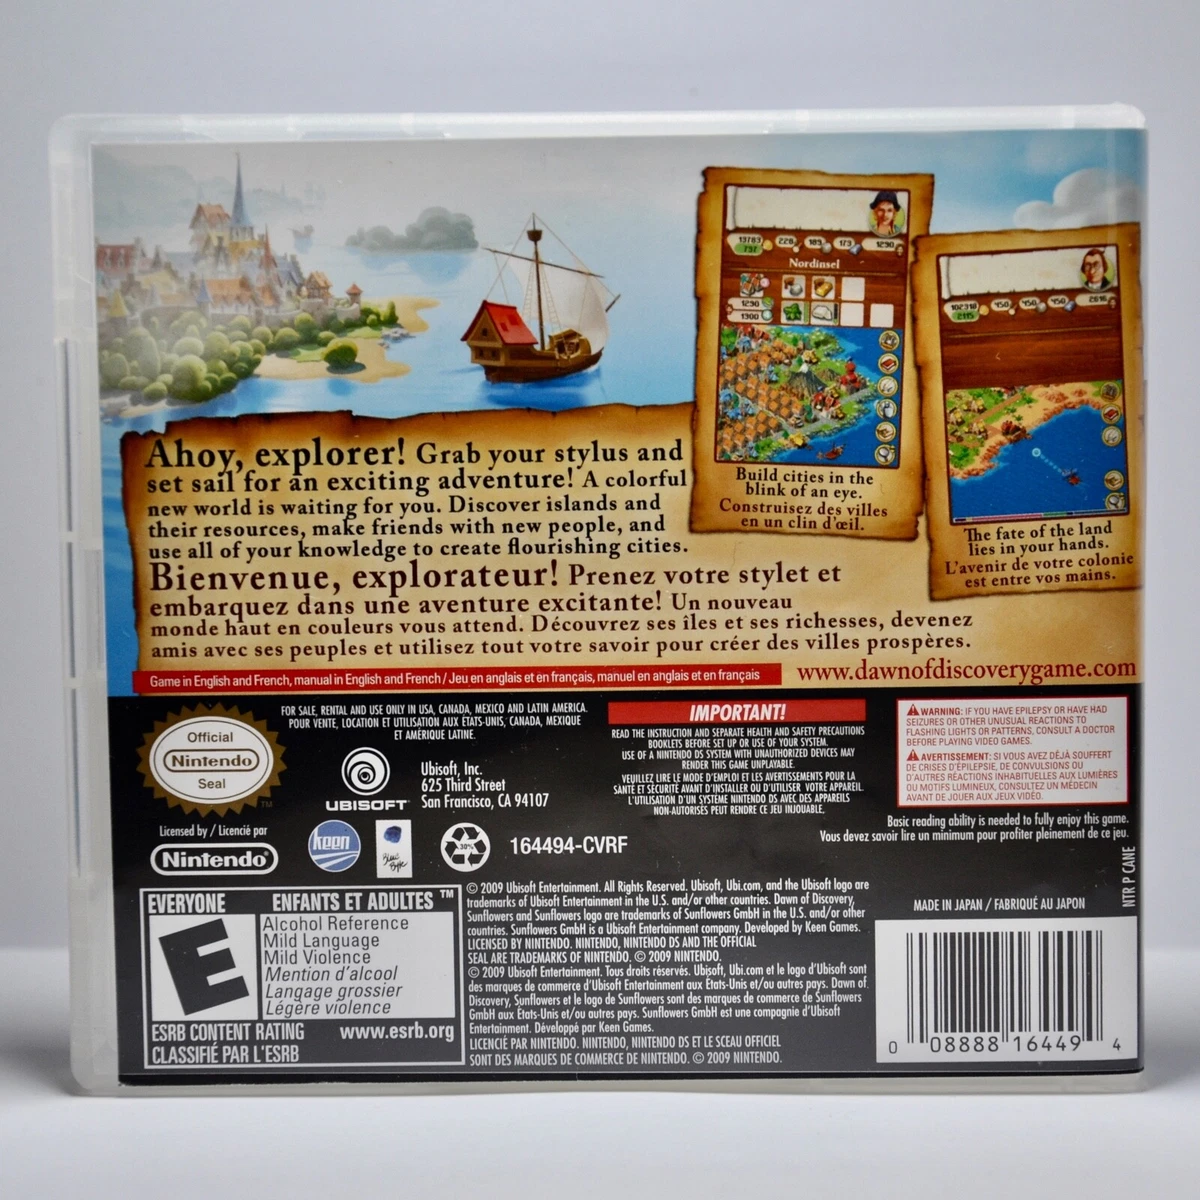 13783
797
228
189
173
1290
Nordinsel
1290
1300
102318
2115
450
450
450
2616
Ahoy, explorer! Grab your stylus and
set sail for an exciting adventure! A colorful
new world is waiting for you. Discover islands and
their resources, make friends with new people, and
use all of your knowledge to create flourishing cities.
Bienvenue, explorateur! Prenez votre stylet et
embarquez dans une aventure excitante! Un nouveau
monde haut en couleurs vous attend. Découvrez ses îles et ses richesses, devenez
amis avec ses peuples et utilisez tout votre savoir pour créer des villes prospères.
Build cities in the
blink of an eye.
Construisez des villes
en un clin d'œil.
The fate of the land
lies in your hands.
L'avenir de votre colonie
est entre vos mains.
Game in English and French, manual in English and French / Jeu en anglais et en français, manuel en anglais et en français
www.dawnofdiscoverygame.com
Official
Nintendo
Seal
TM
Licensed by / Licencié par
Nintendo®
FOR SALE, RENTAL AND USE ONLY IN USA, CANADA, MEXICO AND LATIN AMERICA.
POUR VENTE, LOCATION ET UTILISATION AUX ÉTATS-UNIS, CANADA, MEXIQUE
ET AMÉRIQUE LATINE.
UBISOFT
Ubisoft, Inc.
625 Third Street
San Francisco, CA 94107
keen
Blue
Byte
30%
164494-CVRF
IMPORTANT!
READ THE INSTRUCTION AND SEPARATE HEALTH AND SAFETY PRECAUTIONS
BOOKLETS BEFORE SET UP OR USE OF YOUR SYSTEM.
USE OF A NINTENDO DS SYSTEM WITH UNAUTHORIZED DEVICES MAY
RENDER THIS GAME UNPLAYABLE.
VEUILLEZ LIRE LE MODE D'EMPLOI ET LES AVERTISSEMENTS POUR LA
SANTÉ ET SÉCURITÉ AVANT D'INSTALLER OU D'UTILISER VOTRE APPAREIL.
L'UTILISATION D'UN SYSTÈME NINTENDO DS AVEC DES APPAREILS
NON-AUTORISÉS PEUT RENDRE CE JEU INJOUABLE.
WARNING: IF YOU HAVE EPILEPSY OR HAVE HAD
SEIZURES OR OTHER UNUSUAL REACTIONS TO
FLASHING LIGHTS OR PATTERNS, CONSULT A DOCTOR
BEFORE PLAYING VIDEO GAMES.
AVERTISSEMENT: SI VOUS AVEZ DÉJÀ SOUFFERT
DE CRISES D'ÉPILEPSIE, DE CONVULSIONS OU
D'AUTRES RÉACTIONS INHABITUELLES AUX LUMIÈRES
OU MOTIFS LUMINEUX, CONSULTEZ UN MÉDECIN
AVANT DE JOUER AUX JEUX VIDÉO.
Basic reading ability is needed to fully enjoy this game.
Vous devez savoir lire un minimum pour profiter pleinement de ce jeu.
EVERYONE
ENFANTS ET ADULTES ™
E
Alcohol Reference
Mild Language
Mild Violence
Mention d'alcool
Langage grossier
Légère violence
ESRB CONTENT RATING
www.esrb.org
CLASSIFIÉ PAR L'ESRB
© 2009 Ubisoft Entertainment. All Rights Reserved. Ubisoft, Ubi.com, and the Ubisoft logo are
trademarks of Ubisoft Entertainment in the U.S. and/or other countries. Dawn of Discovery,
Sunflowers and Sunflowers logo are trademarks of Sunflowers GmbH in the U.S. and/or other
countries. Sunflowers GmbH is a Ubisoft Entertainment company. Developed by Keen Games.
LICENSED BY NINTENDO. NINTENDO, NINTENDO DS AND THE OFFICIAL
SEAL ARE TRADEMARKS OF NINTENDO. © 2009 NINTENDO.
© 2009 Ubisoft Entertainment. Tous droits réservés. Ubisoft, Ubi.com et le logo d'Ubisoft sont
des marques de commerce d'Ubisoft Entertainment aux États-Unis et/ou autres pays. Dawn of
Discovery, Sunflowers et le logo de Sunflowers sont des marques de commerce de Sunflowers
GmbH aux États-Unis et/ou autres pays. Sunflowers GmbH est une compagnie d'Ubisoft
Entertainment. Développé par Keen Games.
LICENCIÉ PAR NINTENDO. NINTENDO, NINTENDO DS ET LE SCEAU OFFICIEL
SONT DES MARQUES DE COMMERCE DE NINTENDO. © 2009 NINTENDO.
MADE IN JAPAN / FABRIQUÉ AU JAPON
NTR P CANE
0 08888 16449 4